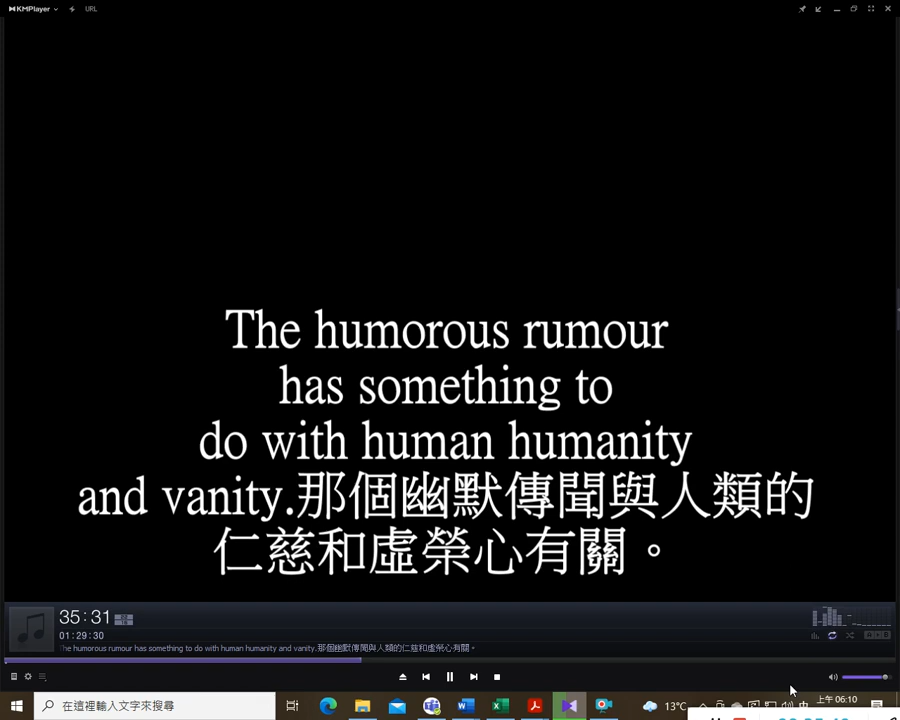 KMPlayer
URL
The humorous rumour
has something to
do with human humanity
and vanity.那個幽默傳聞與人類的
仁慈和虛榮心有關。
35:31
01:29:30
The humorous rumour has something to do with human humanity and vanity.那個幽默傳聞與人類的仁慈和虛榮心有關。
在這裡輸入文字來搜尋
13°C
中
上午 06:10